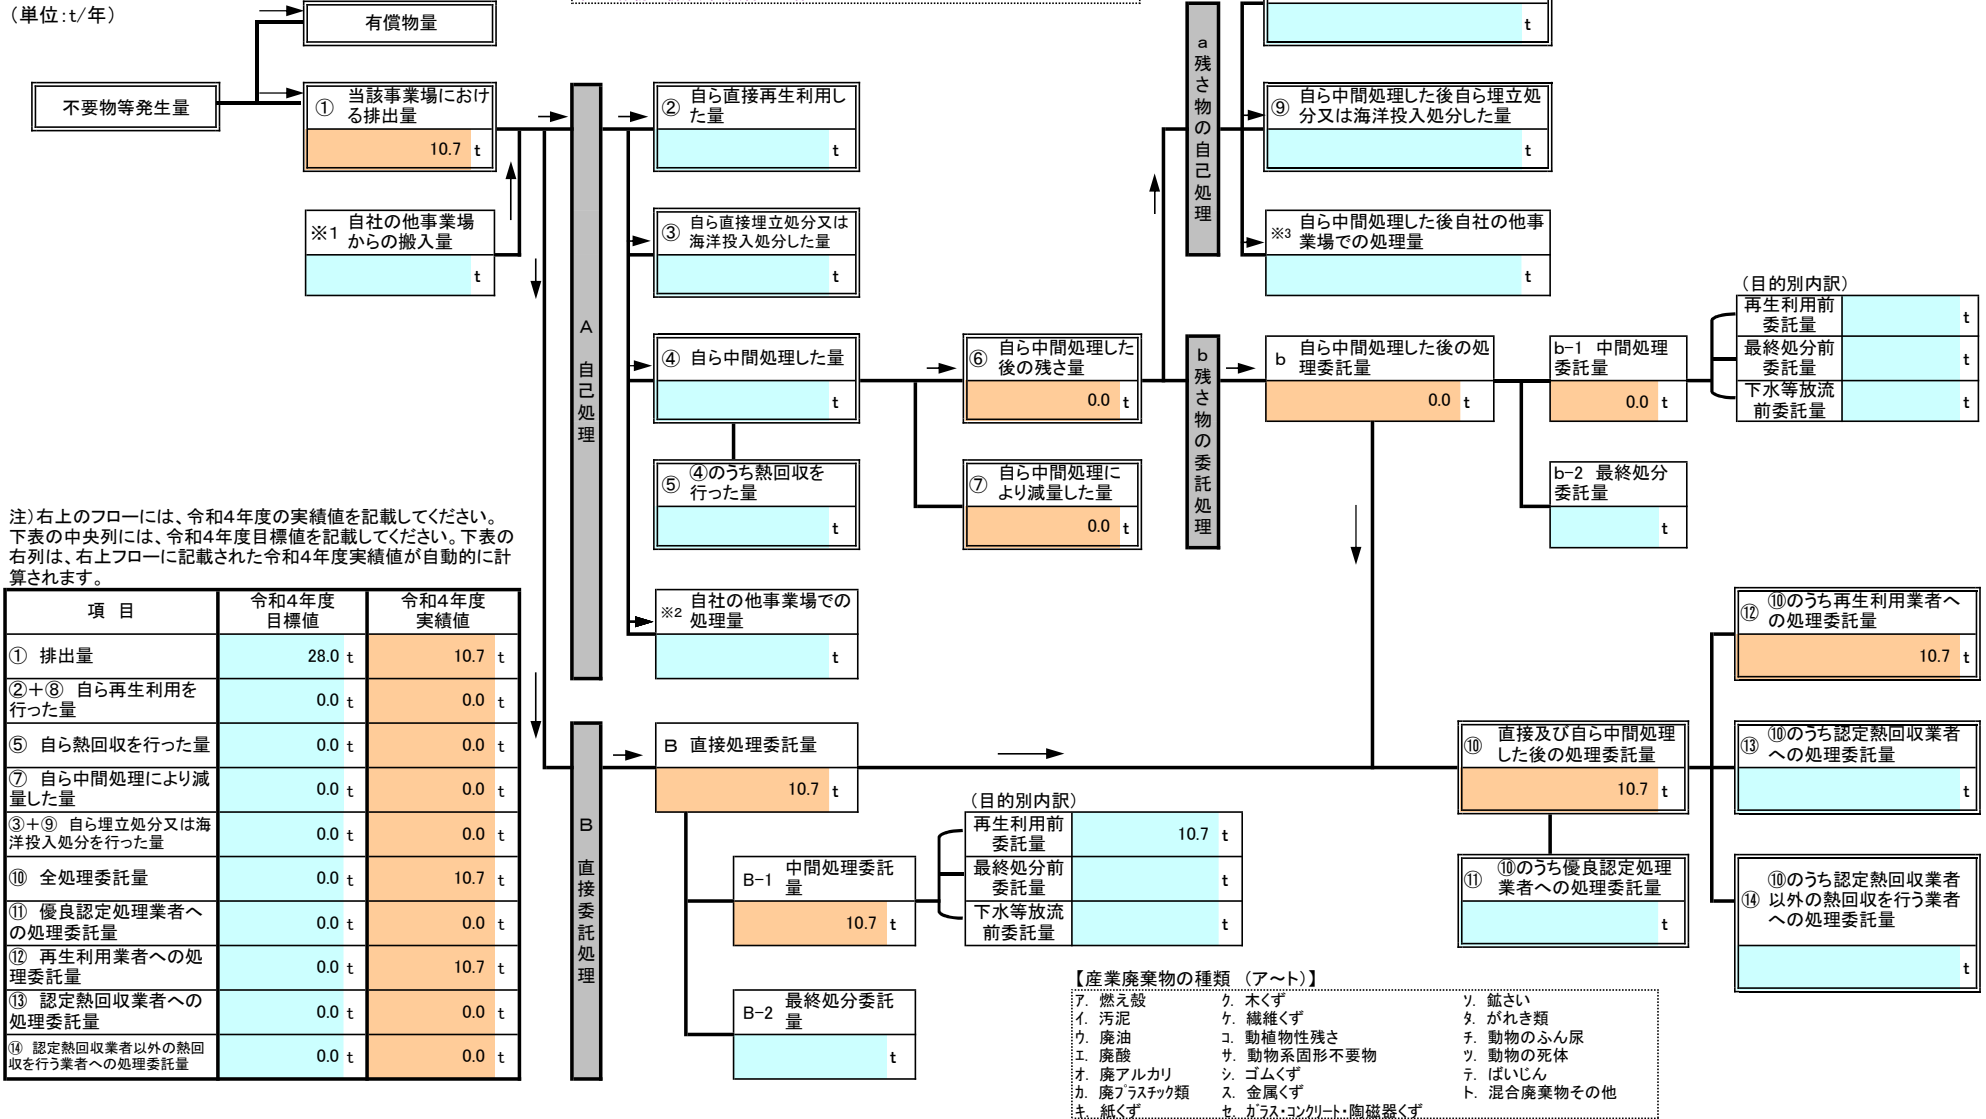 （単位：t/年）
有償物量
不要物等発生量
① 当該事業場におけ
る排出量
10.7 t
※1 自社の他事業場
からの搬入量
t
A 自己処理
② 自ら直接再生利用し
た量
t
③ 自ら直接埋立処分又は
海洋投入処分した量
t
④ 自ら中間処理した量
t
⑤ ④のうち熱回収を
行った量
t
※2 自社の他事業場での
処理量
t
⑥ 自ら中間処理した
後の残さ量
0.0 t
⑦ 自ら中間処理に
より減量した量
0.0 t
a 残さ物の自己処理
t
⑨ 自ら中間処理した後自ら埋立処
分又は海洋投入処分した量
t
※3 自ら中間処理した後自社の他事
業場での処理量
t
b 残さ物の委託処理
b 自ら中間処理した後の処
理委託量
0.0 t
b-1 中間処理
委託量
0.0 t
b-2 最終処分
委託量
t
（目的別内訳）
再生利用前
委託量 t
最終処分前
委託量 t
下水等放流
前委託量 t
注）右上のフローには、令和4年度の実績値を記載してください。
下表の中央列には、令和4年度目標値を記載してください。下表の
右列は、右上フローに記載された令和4年度実績値が自動的に計
算されます。
項 目 令和4年度 令和4年度
目標値 実績値
① 排出量 28.0 t 10.7 t
②＋⑧ 自ら再生利用を
行った量 0.0 t 0.0 t
⑤ 自ら熱回収を行った量 0.0 t 0.0 t
⑦ 自ら中間処理により減
量した量 0.0 t 0.0 t
③＋⑨ 自ら埋立処分又は海
洋投入処分を行った量 0.0 t 0.0 t
⑩ 全処理委託量 0.0 t 10.7 t
⑪ 優良認定処理業者へ
の処理委託量 0.0 t 0.0 t
⑫ 再生利用業者への処
理委託量 0.0 t 10.7 t
⑬ 認定熱回収業者への
処理委託量 0.0 t 0.0 t
⑭ 認定熱回収業者以外の熱回
収を行う業者への処理委託量 0.0 t 0.0 t
B 直接委託処理
B 直接処理委託量
10.7 t
B-1 中間処理委託
量
10.7 t
B-2 最終処分委託
量
t
（目的別内訳）
再生利用前
委託量 10.7 t
最終処分前
委託量 t
下水等放流
前委託量 t
⑩ 直接及び自ら中間処理
した後の処理委託量
10.7 t
⑪ ⑩のうち優良認定処理
業者への処理委託量
t
⑫ ⑩のうち再生利用業者へ
の処理委託量
10.7 t
⑬ ⑩のうち認定熱回収業者
への処理委託量
t
⑭ ⑩のうち認定熱回収業者
以外の熱回収を行う業者
への処理委託量
t
【産業廃棄物の種類 （ア～ト）】
ア. 燃え殻 ク. 木くず ソ. 鉱さい
イ. 汚泥 ケ. 繊維くず タ. がれき類
ウ. 廃油 コ. 動植物性残さ チ. 動物のふん尿
エ. 廃酸 サ. 動物系固形不要物 ツ. 動物の死体
オ. 廃アルカリ シ. ゴムくず テ. ばいじん
カ. 廃プラスチック類 ス. 金属くず ト. 混合廃棄物その他
キ. 紙くず セ. ガラス・コンクリート・陶磁器くず